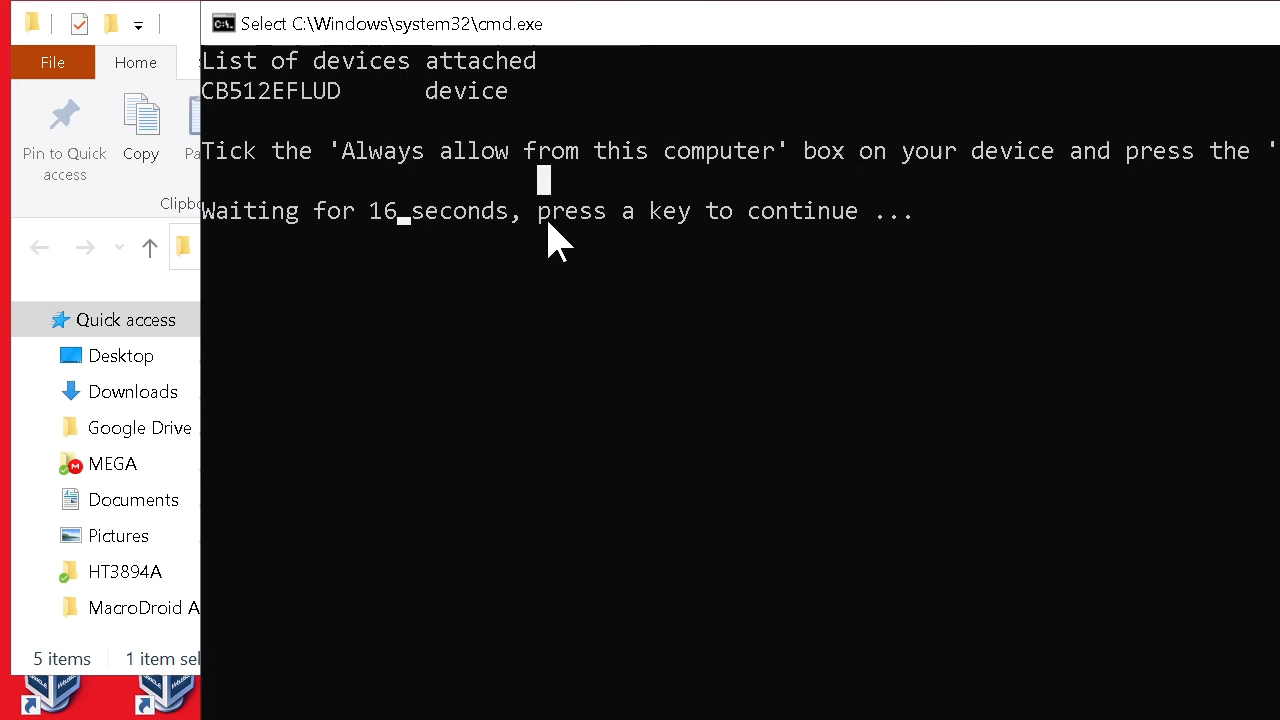 Select C:\Windows\system32\cmd.exe
File
Home
Pin to Quick
access
Copy
Clipbo
List of devices attached
CB512EFLUD device
Tick the 'Always allow from this computer' box on your device and press the '
Waiting for 16 seconds, press a key to continue ...
Quick access
Desktop
Downloads
Google Drive
MEGA
Documents
Pictures
HT3894A
MacroDroid A
5 items
1 item sel